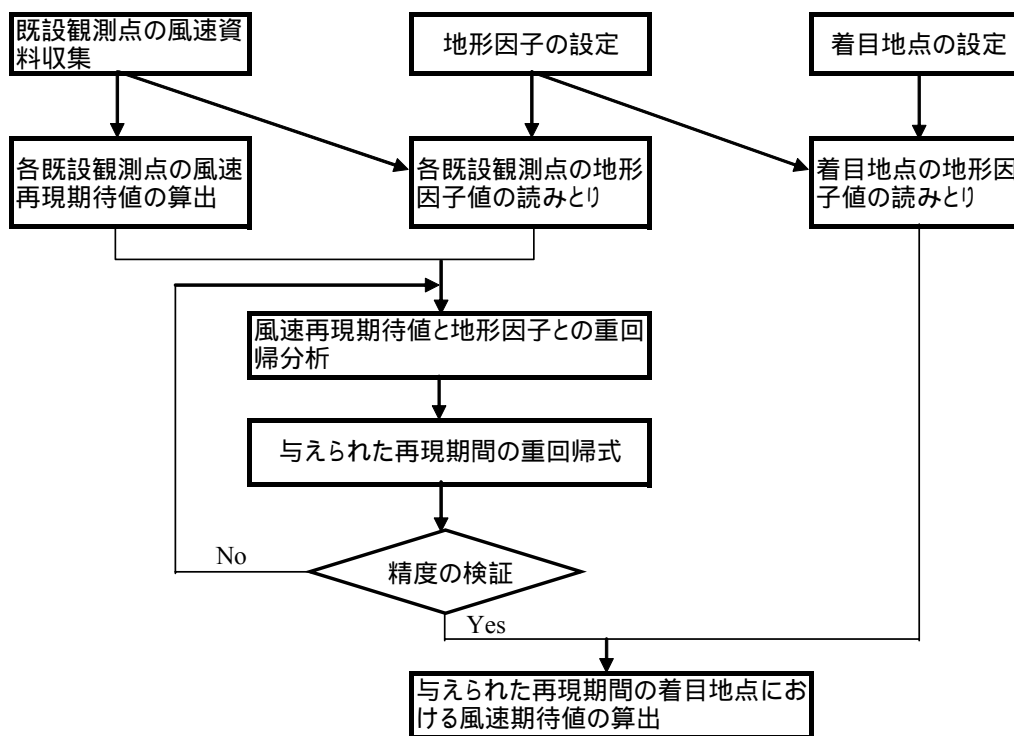 既設観測点の風速資
料収集
地形因子の設定
着目地点の設定
各既設観測点の風速
再現期待値の算出
各既設観測点の地形
因子値の読みとり
着目地点の地形因
子値の読みとり
風速再現期待値と地形因子との重回
帰分析
与えられた再現期間の重回帰式
No
精度の検証
Yes
与えられた再現期間の着目地点にお
ける風速期待値の算出